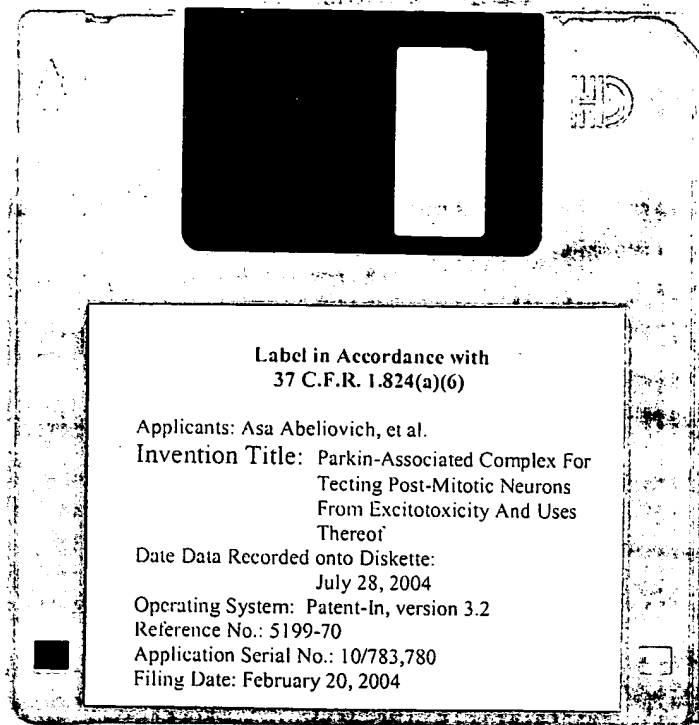 HD
Label in Accordance with
37 C.F.R. 1.824(a)(6)
Applicants: Asa Abeliovich, et al.
Invention Title: Parkin-Associated Complex For
Tecting Post-Mitotic Neurons
From Excitotoxicity And Uses
Thereof
Date Data Recorded onto Diskette:
July 28, 2004
Operating System: Patent-In, version 3.2
Reference No.: 5199-70
Application Serial No.: 10/783,780
Filing Date: February 20, 2004